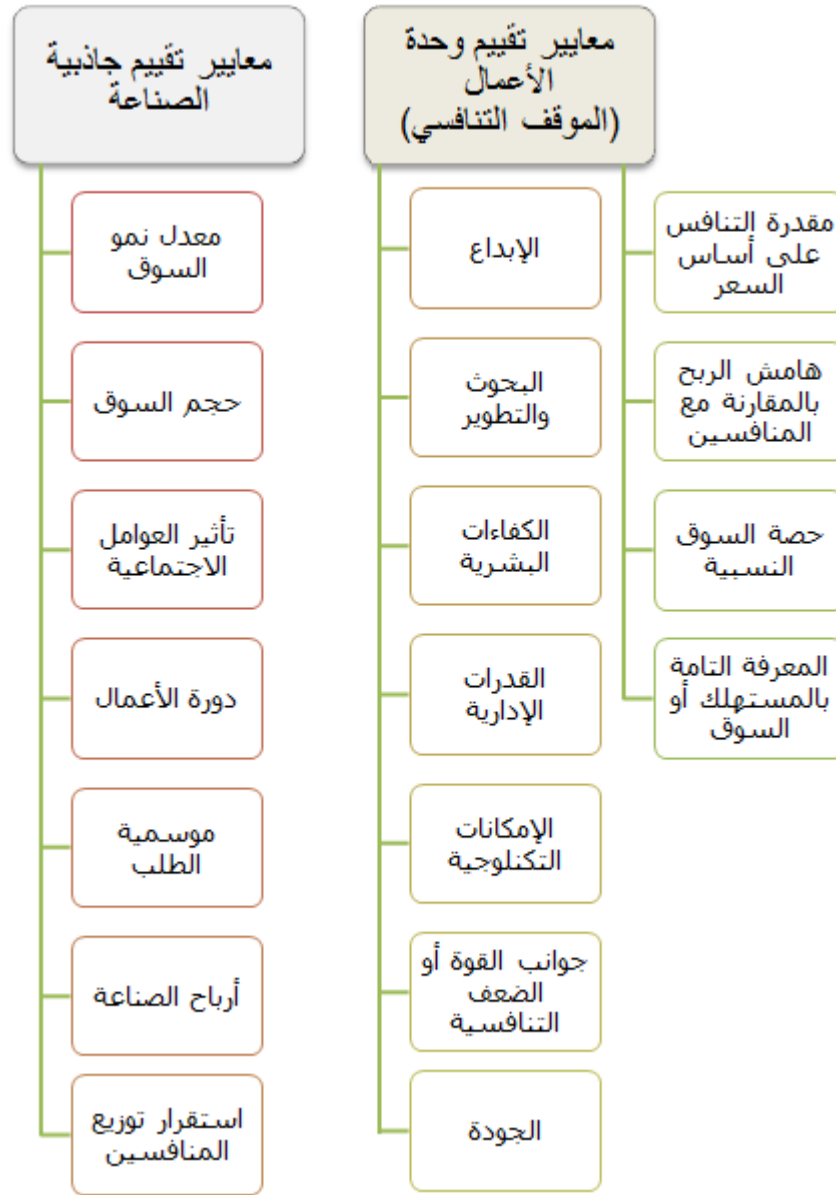 معايير تقييم وحدة
الأعمال
(الموقف التنافسي)
مقدرة التنافس
على أساس
السعر
هامش الربح
بالمقارنة مع
المنافسين
حصة السوق
النسبية
المعرفة التامة
بالمستهلك أو
السوق
الإبداع
البحوث
والتطوير
الكفاءات
البشرية
القدرات
الإدارية
الإمكانات
التكنلوجية
جوانب القوة أو
الضعف
التنافسية
الجودة
معايير تقييم جاذبية
الصناعة
معدل نمو
السوق
حجم السوق
تأثير العوامل
الاجتماعية
دورة الأعمال
موسمية
الطلب
أرباح الصناعة
استقرار توزيع
المنافسين